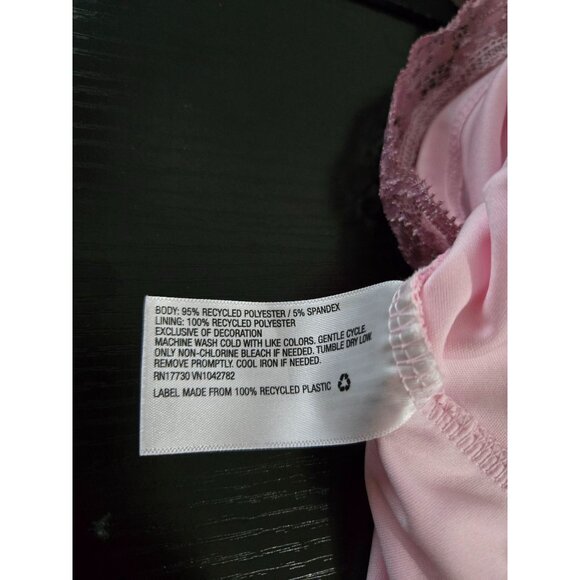 BODY: 95% RECYCLED POLYESTER / 5% SPANDEX
LINING: 100% RECYCLED POLYESTER
EXCLUSIVE OF DECORATION
MACHINE WASH COLD WITH LIKE COLORS. GENTLE CYCLE
ONLY NON-CHLORINE BLEACH IF NEEDED. TUMBLE DRY LOW.
REMOVE PROMPTLY. COOL IRON IF NEEDED.
RN17730 VN1042782
LABEL MADE FROM 100% RECYCLED PLASTIC